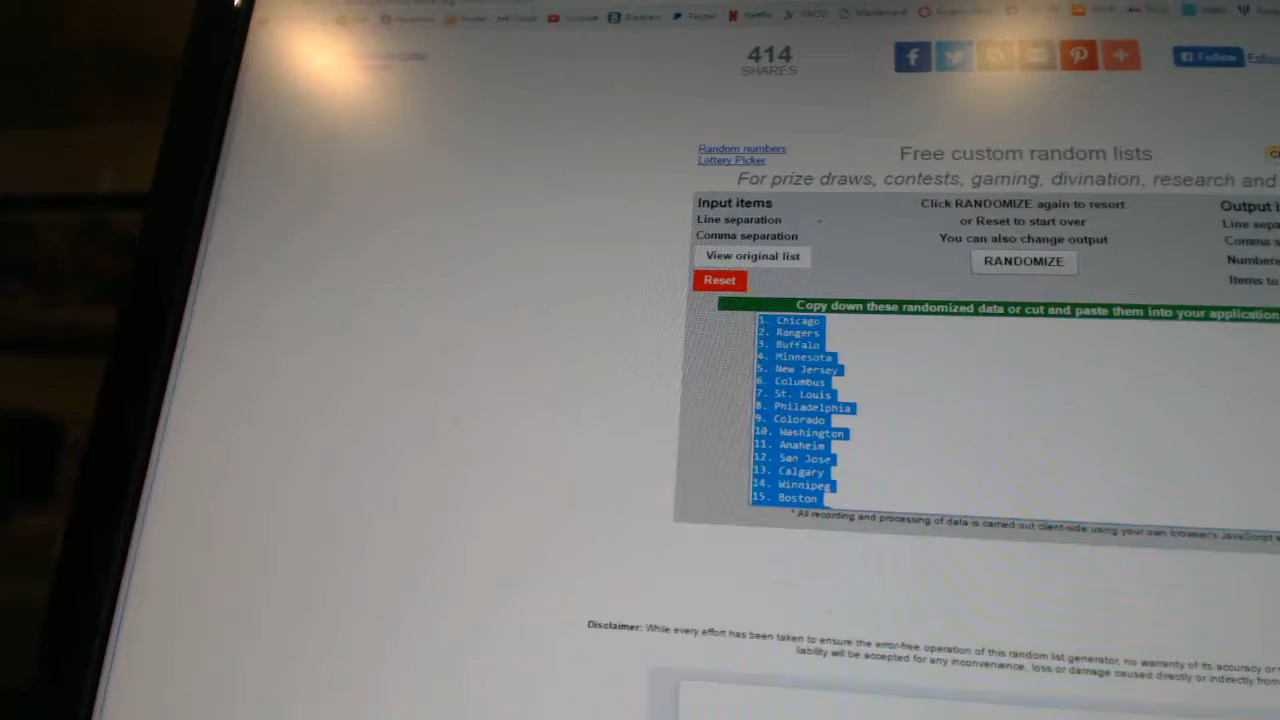 414
SHARES
Follow
Random numbers
Lottery Picker
Free custom random lists
For prize draws, contests, gaming, divination, research and
Input items
Line separation
Comma separation
View original list
Reset
Click RANDOMIZE again to resort
or Reset to start over
You can also change output
RANDOMIZE
Output
Line
Comma
Items to
Copy down these randomized data or cut and paste them into your application
1. Chicago
2. Rangers
3. Buffalo
4. Minnesota
5. New Jersey
6. Columbus
7. St. Louis
8. Philadelphia
9. Colorado
10. Washington
11. Anaheim
12. San Jose
13. Calgary
14. Winnipeg
15. Boston
* All recording and processing of data is carried out client-side using your own browser's JavaScript
Disclaimer: While every effort has been taken to ensure the error-free operation of this random list generator, no warranty of its accuracy or
liability will be accepted for any inconvenience, loss or damage caused directly or indirectly from